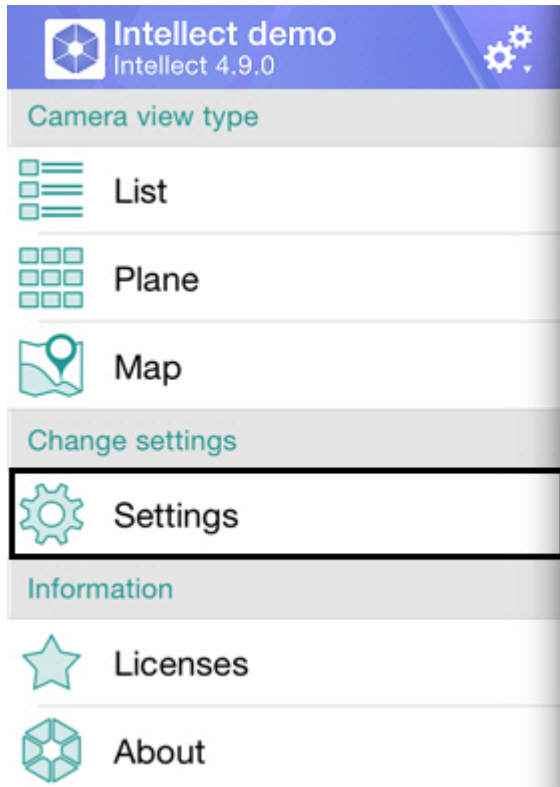 Intellect demo
Intellect 4.9.0
Camera view type
List
Plane
Map
Change settings
Settings
Information
Licenses
About